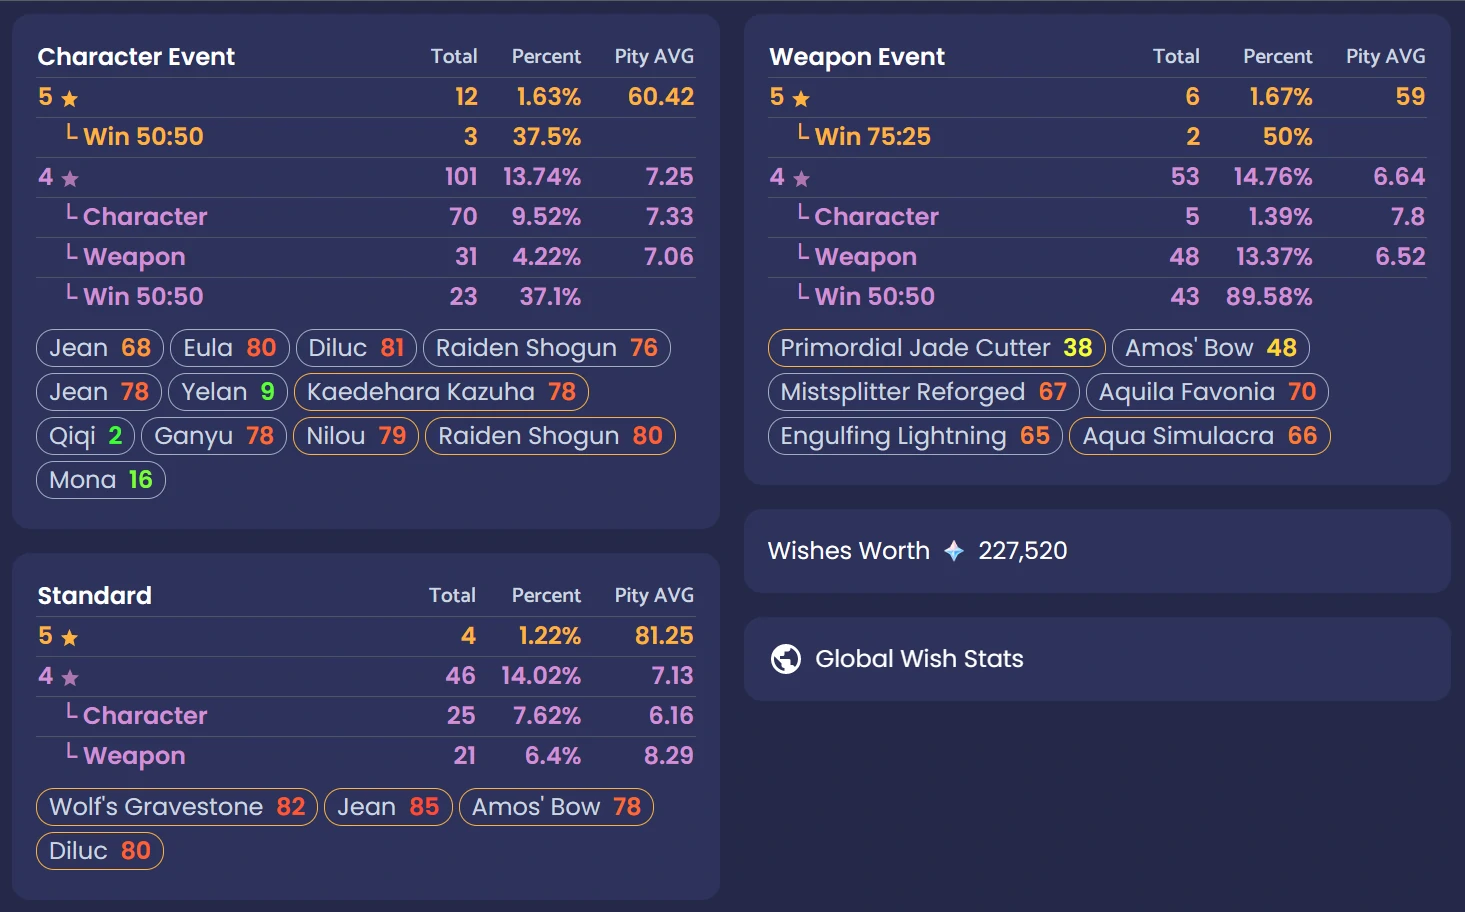 Character Event Total Percent Pity AVG
5 ★ 12 1.63% 60.42
└ Win 50:50 3 37.5%
4 ★ 101 13.74% 7.25
└ Character 70 9.52% 7.33
└ Weapon 31 4.22% 7.06
└ Win 50:50 23 37.1%
Jean 68 Eula 80 Diluc 81 Raiden Shogun 76
Jean 78 Yelan 9 Kaedehara Kazuha 78
Qiqi 2 Ganyu 78 Nilou 79 Raiden Shogun 80
Mona 16
Standard Total Percent Pity AVG
5 ★ 4 1.22% 81.25
4 ★ 46 14.02% 7.13
└ Character 25 7.62% 6.16
└ Weapon 21 6.4% 8.29
Wolf's Gravestone 82 Jean 85 Amos' Bow 78
Diluc 80
Weapon Event Total Percent Pity AVG
5 ★ 6 1.67% 59
└ Win 75:25 2 50%
4 ★ 53 14.76% 6.64
└ Character 5 1.39% 7.8
└ Weapon 48 13.37% 6.52
└ Win 50:50 43 89.58%
Primordial Jade Cutter 38 Amos' Bow 48
Mistsplitter Reforged 67 Aquila Favonia 70
Engulfing Lightning 65 Aqua Simulacra 66
Wishes Worth 227,520
Global Wish Stats